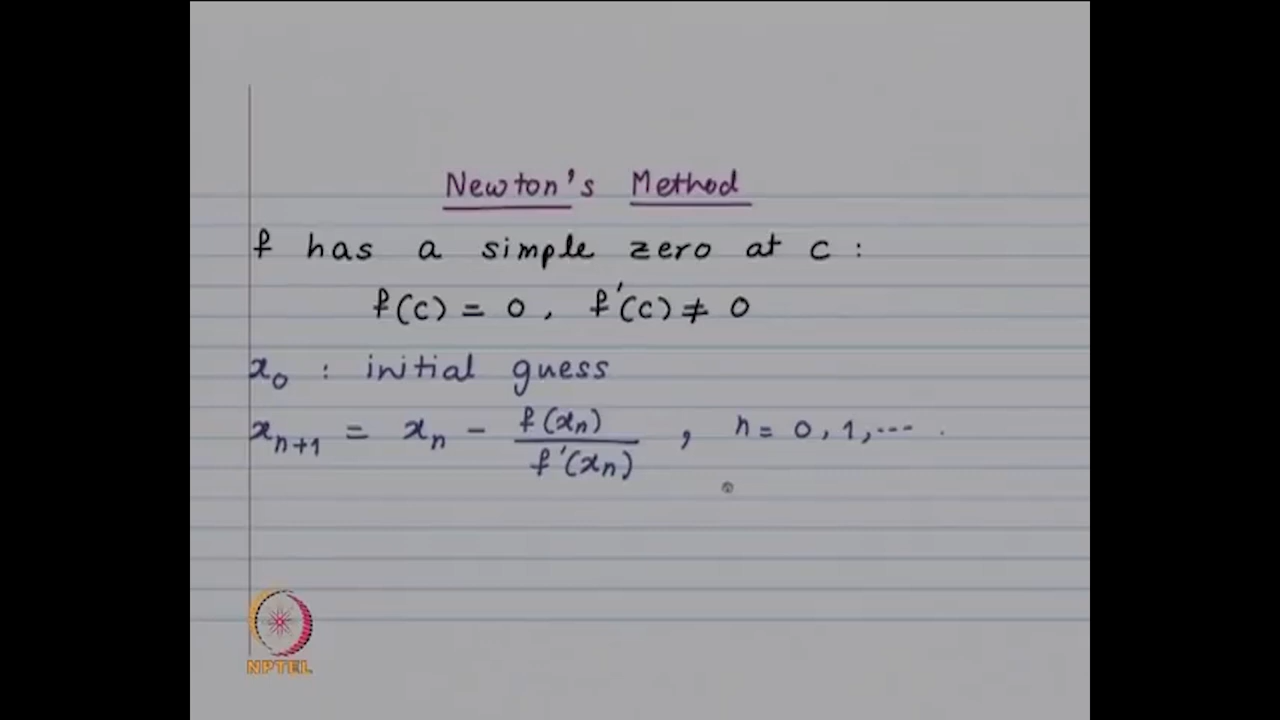 Newton's Method
f has a simple zero at c :
f(c) = 0 , f'(c) ≠ 0
x₀ : initial guess
xₙ₊₁ = xₙ - f(xₙ) / f'(xₙ) , n = 0, 1, ... .
NPTEL